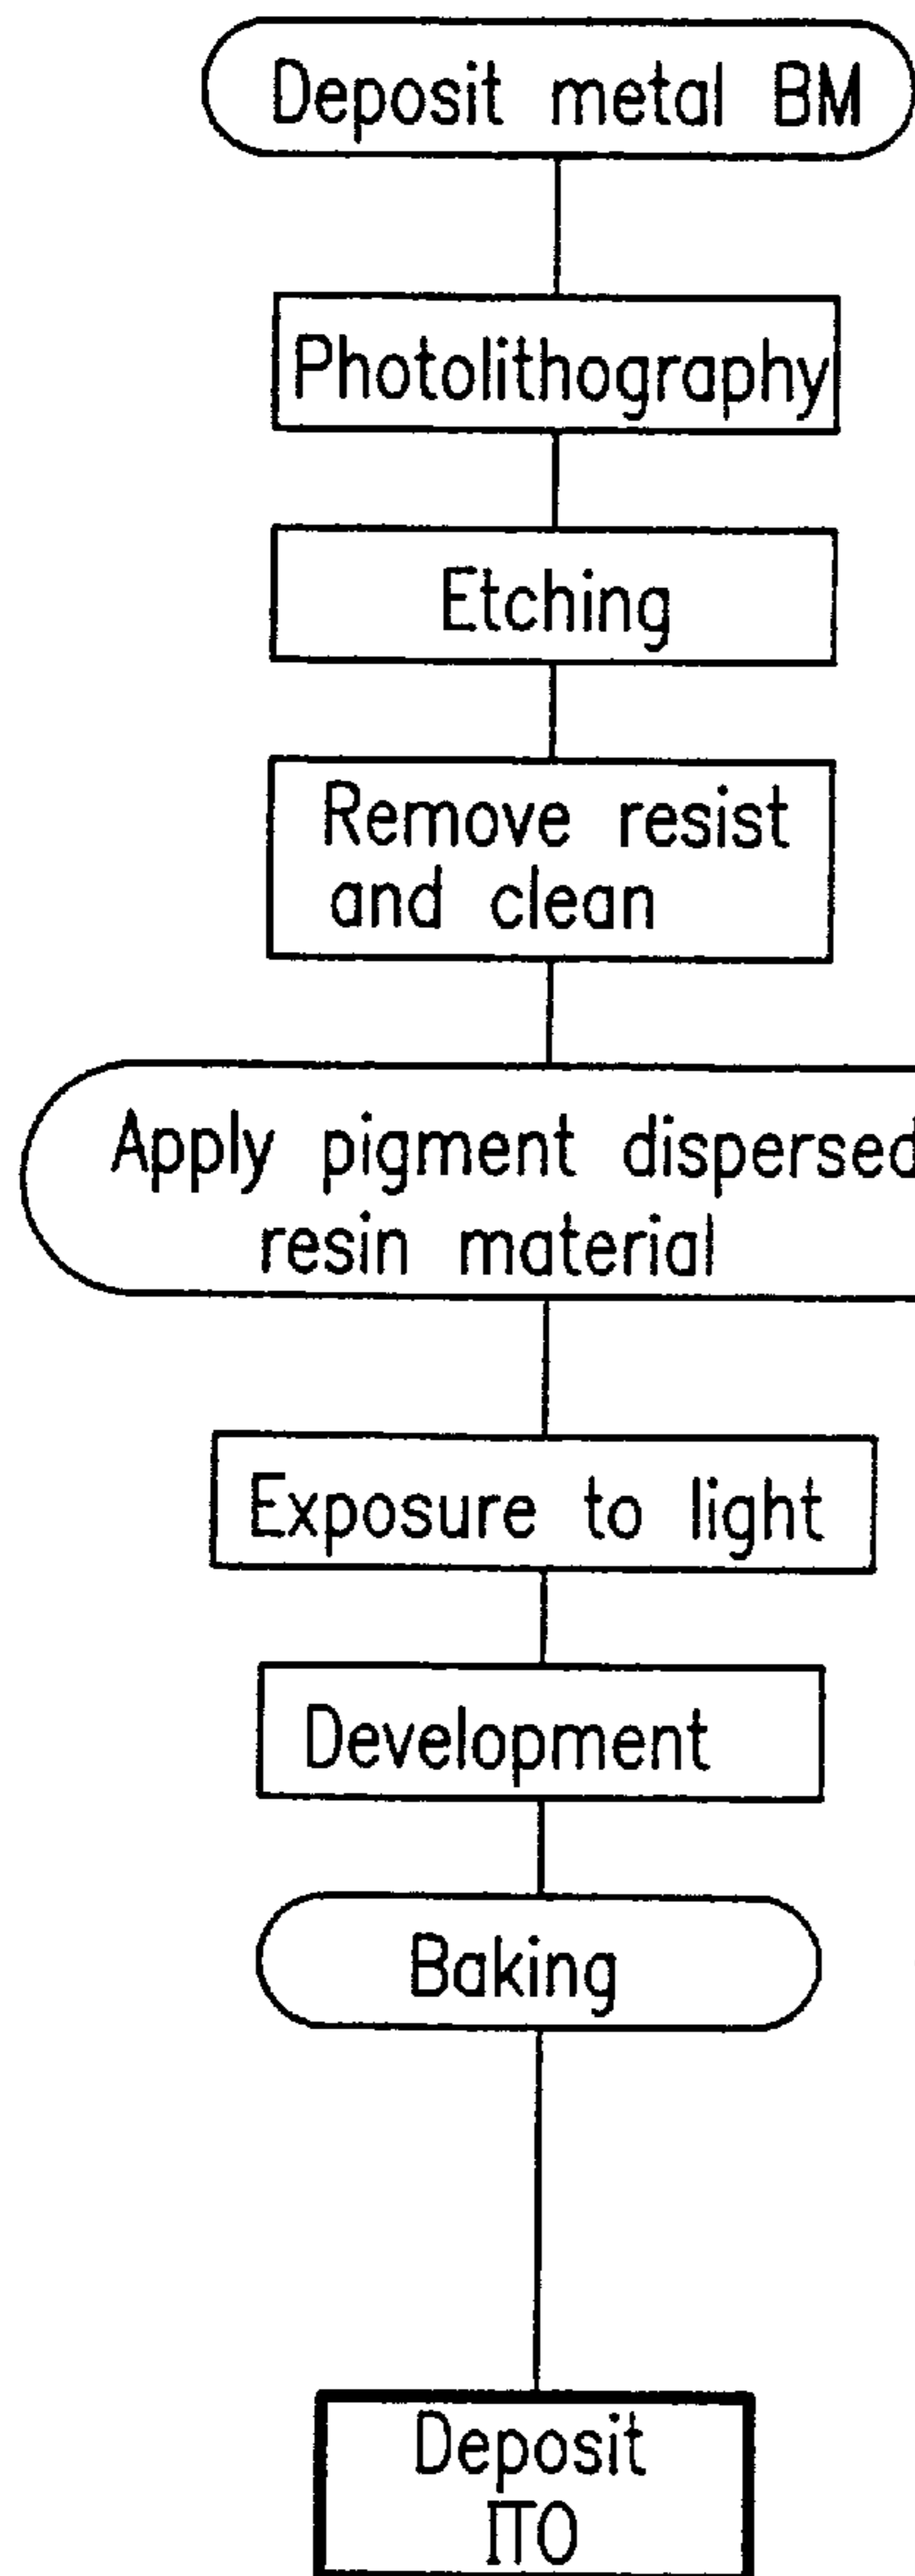 Deposit metal BM
Photolithography
Etching
Remove resist
and clean
Apply pigment dispersed
resin material
Exposure to light
Development
Baking
Deposit
ITO